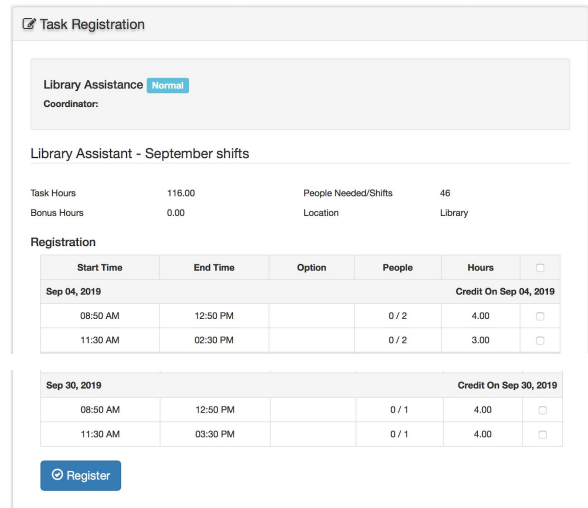 Task Registration
Library Assistance Normal
Coordinator:
Library Assistant - September shifts
Task Hours 116.00 People Needed/Shifts 46
Bonus Hours 0.00 Location Library
Registration
Start Time End Time Option People Hours
Sep 04, 2019 Credit On Sep 04, 2019
08:50 AM 12:50 PM 0 / 2 4.00
11:30 AM 02:30 PM 0 / 2 3.00
Sep 30, 2019 Credit On Sep 30, 2019
08:50 AM 12:50 PM 0 / 1 4.00
11:30 AM 03:30 PM 0 / 1 4.00
Register